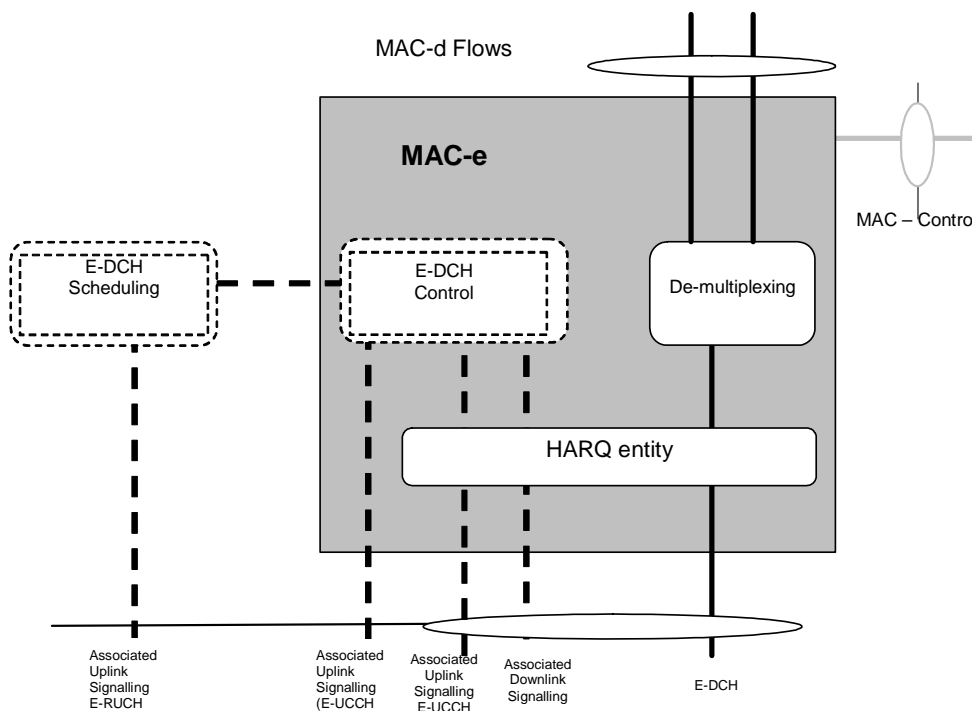 MAC-d Flows
MAC-e
MAC – Control
E-DCH
Scheduling
E-DCH
Control
De-multiplexing
HARQ entity
Associated
Uplink
Signalling
E-RUCH
Associated
Uplink
Signalling
(E-UCCH
Associated
Uplink
Signalling
E-UCCH
Associated
Downlink
Signalling
E-DCH